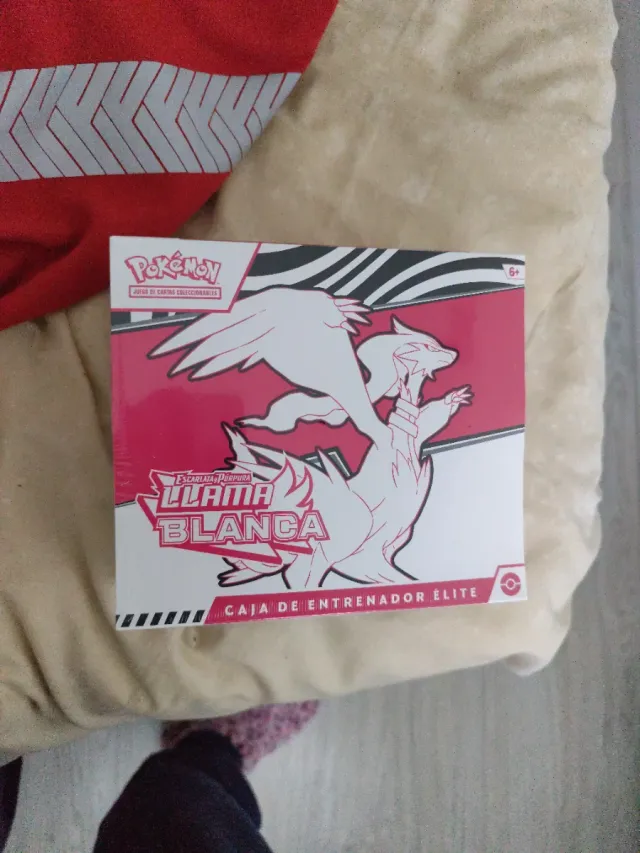 POKÉMON
JUEGO DE CARTAS COLECCIONABLES
6+
ESCARLATA Y PÚRPURA
LLAMA
BLANCA
CAJA DE ENTRENADOR ÉLITE